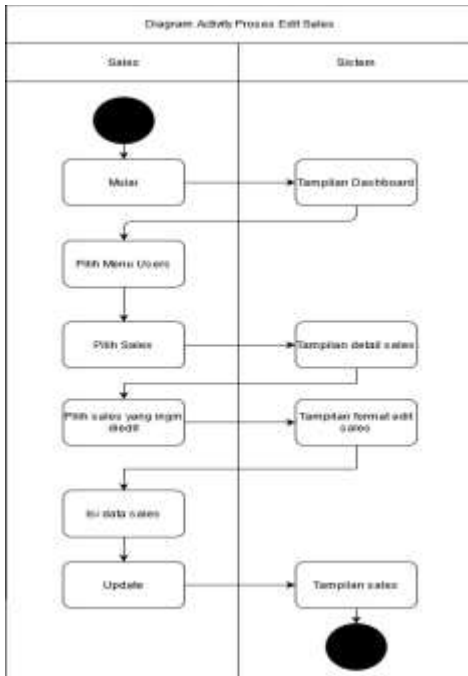 Diagram Activity Proses Edit Sales
Sales
Sistem
Mulai
Tampilan Dashboard
Pilih Menu Users
Pilih Sales
Tampilan detail sales
Pilih sales yang ingin
diedit
Tampilan format edit
sales
Isi data sales
Update
Tampilan sales